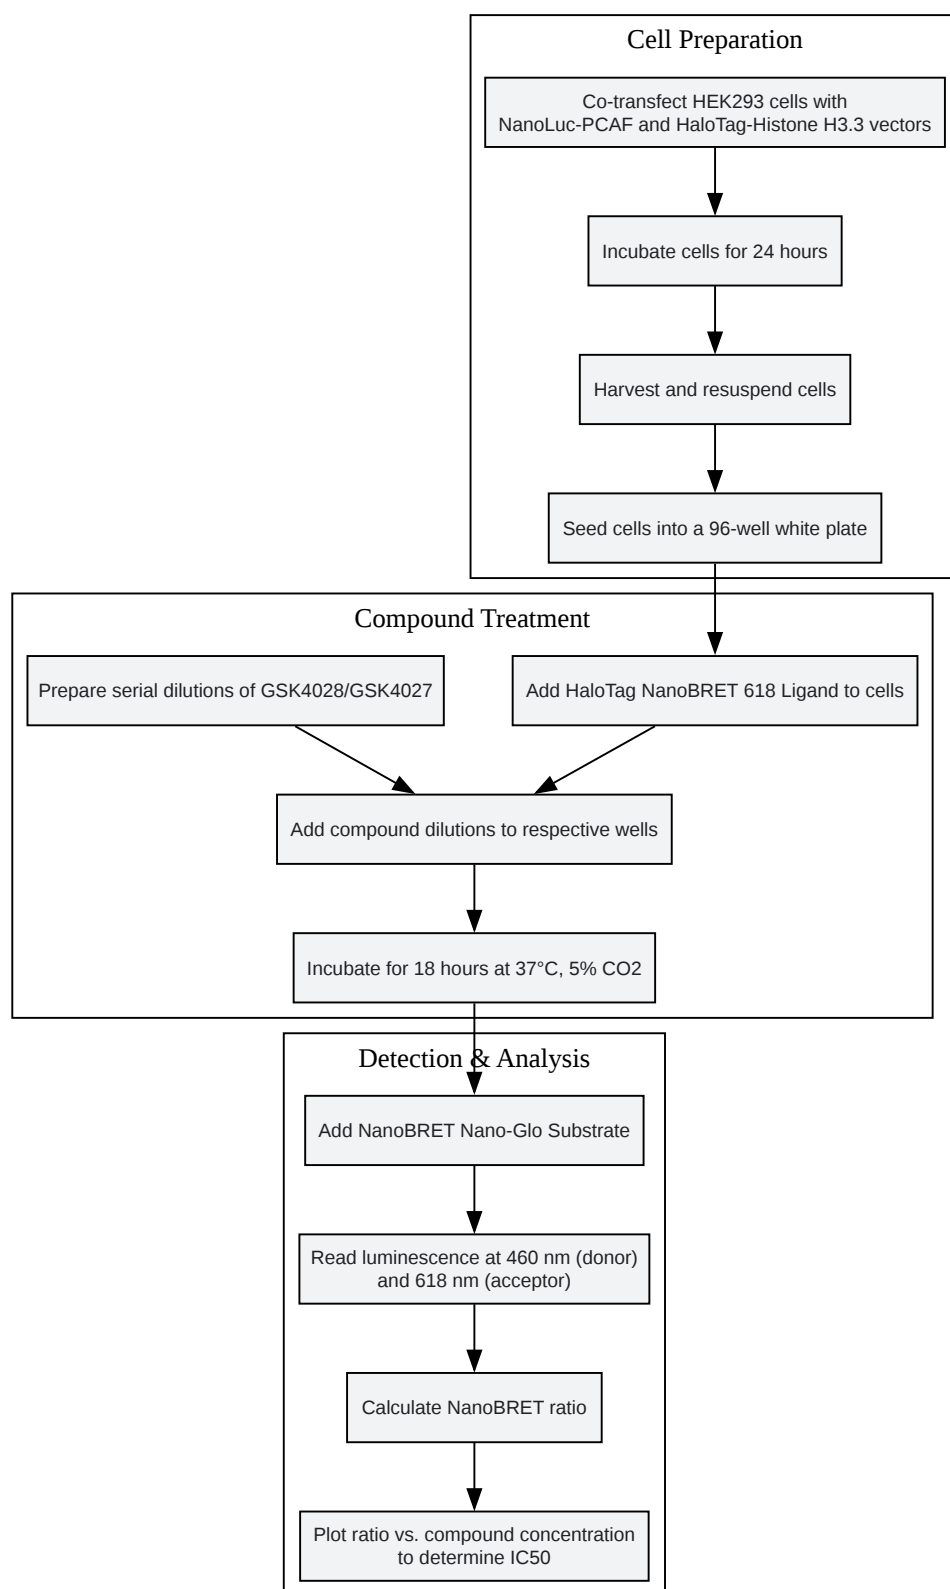 Cell Preparation
Co-transfect HEK293 cells with
NanoLuc-PCAF and HaloTag-Histone H3.3 vectors
Incubate cells for 24 hours
Harvest and resuspend cells
Seed cells into a 96-well white plate
Compound Treatment
Prepare serial dilutions of GSK4028/GSK4027
Add HaloTag NanoBRET 618 Ligand to cells
Add compound dilutions to respective wells
Incubate for 18 hours at 37°C, 5% CO2
Detection & Analysis
Add NanoBRET Nano-Glo Substrate
Read luminescence at 460 nm (donor)
and 618 nm (acceptor)
Calculate NanoBRET ratio
Plot ratio vs. compound concentration
to determine IC50